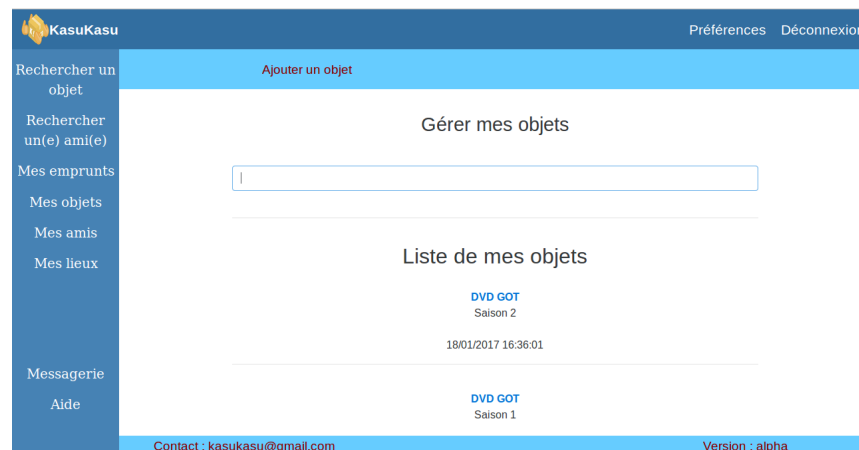 KasuKasu
Préférences Déconnexion
Rechercher un
objet
Rechercher
un(e) ami(e)
Mes emprunts
Mes objets
Mes amis
Mes lieux
Messagerie
Aide
Ajouter un objet
Gérer mes objets
Liste de mes objets
DVD GOT
Saison 2
18/01/2017 16:36:01
DVD GOT
Saison 1
Contact : kasukasu@gmail.com
Version : alpha